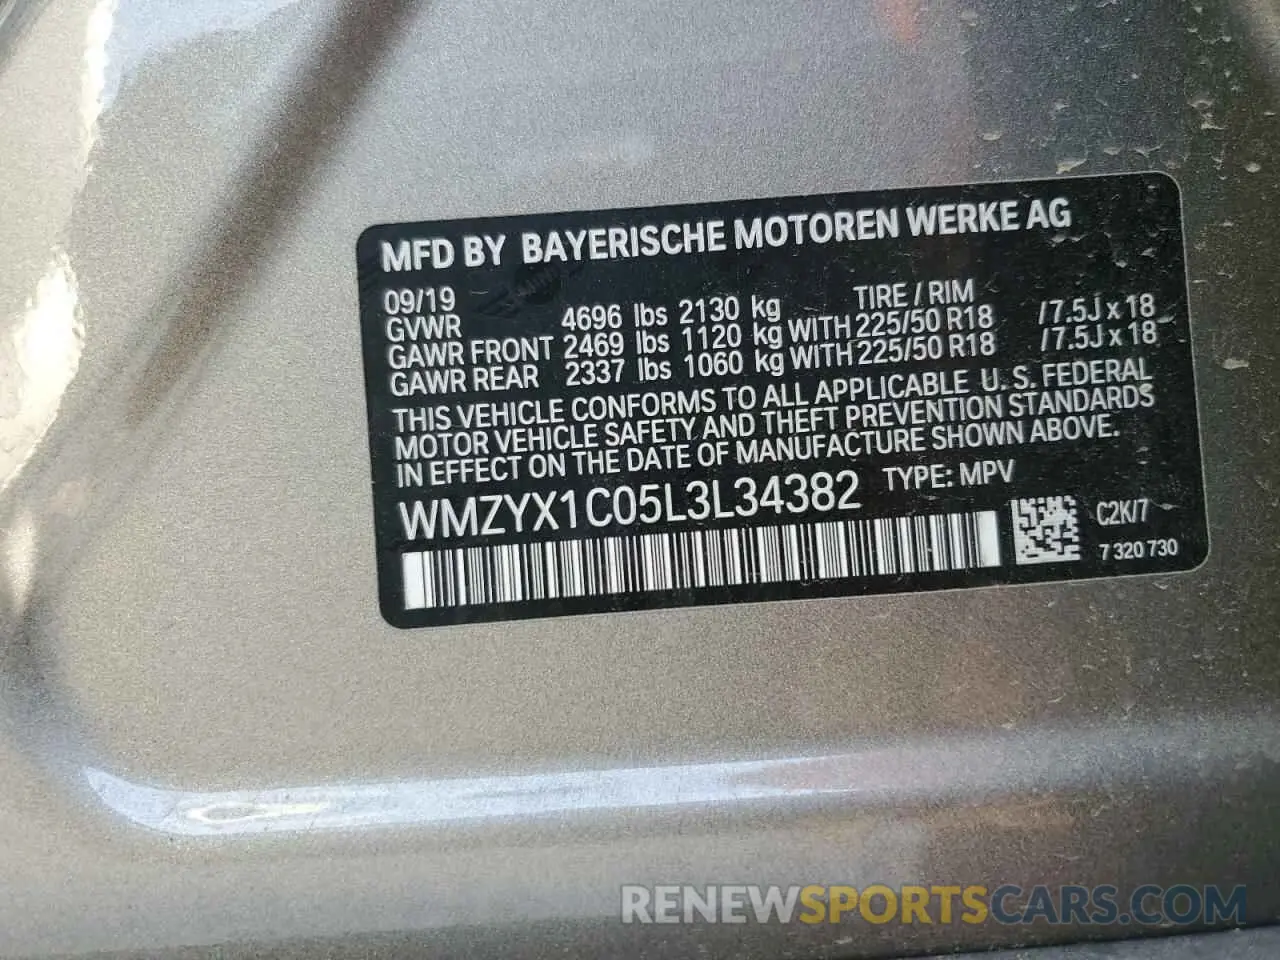 MFD BY BAYERISCHE MOTOREN WERKE AG
09/19 TIRE / RIM
GVWR 4696 lbs 2130 kg
GAWR FRONT 2469 lbs 1120 kg WITH 225/50 R18 /7.5J x 18
GAWR REAR 2337 lbs 1060 kg WITH 225/50 R18 /7.5J x 18
THIS VEHICLE CONFORMS TO ALL APPLICABLE U. S. FEDERAL
MOTOR VEHICLE SAFETY AND THEFT PREVENTION STANDARDS
IN EFFECT ON THE DATE OF MANUFACTURE SHOWN ABOVE.
WMZYX1C05L3L34382 TYPE: MPV
C2K/7
7 320 730
RENEWSPORTSCARS.COM